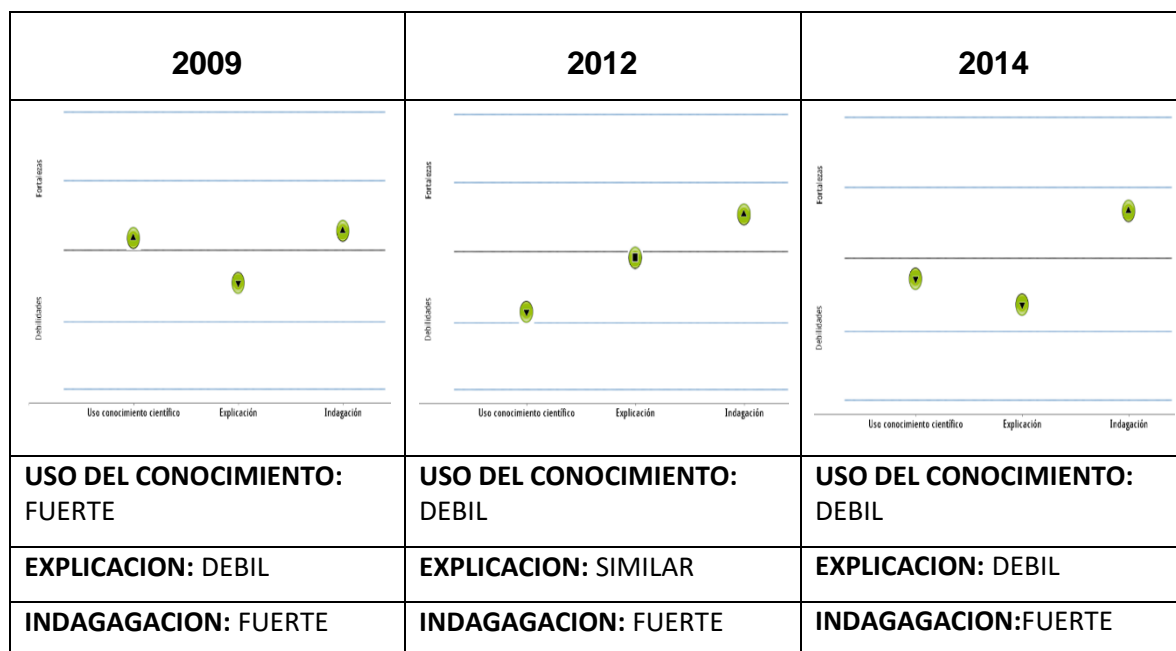 2009
2012
2014
Fortalezas
Debilidades
Uso conocimiento científico Explicación Indagación
Fortalezas
Debilidades
Uso conocimiento científico Explicación Indagación
Fortalezas
Debilidades
Uso conocimiento científico Explicación Indagación
USO DEL CONOCIMIENTO:
FUERTE
USO DEL CONOCIMIENTO:
DEBIL
USO DEL CONOCIMIENTO:
DEBIL
EXPLICACION: DEBIL
EXPLICACION: SIMILAR
EXPLICACION: DEBIL
INDAGAGACION: FUERTE
INDAGAGACION: FUERTE
INDAGAGACION:FUERTE